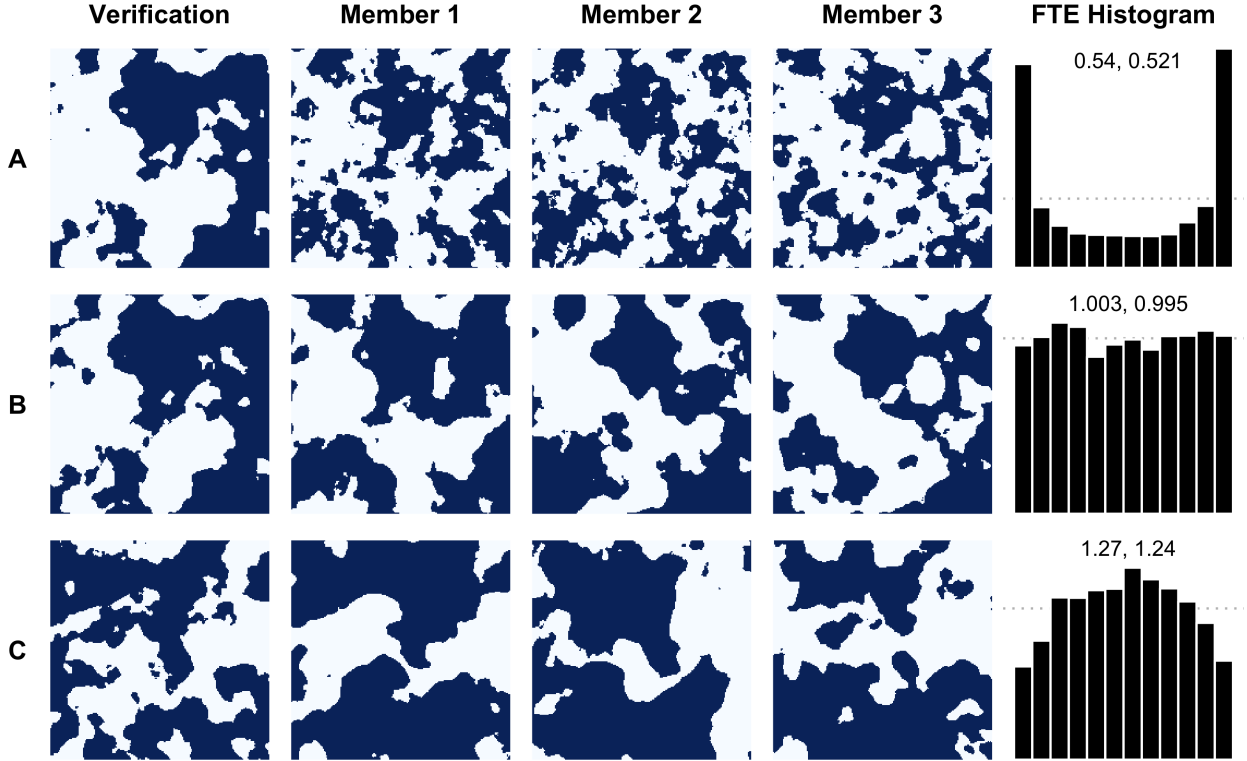 Verification Member 1 Member 2 Member 3 FTE Histogram
A 0.54, 0.521
B 1.003, 0.995
C 1.27, 1.24